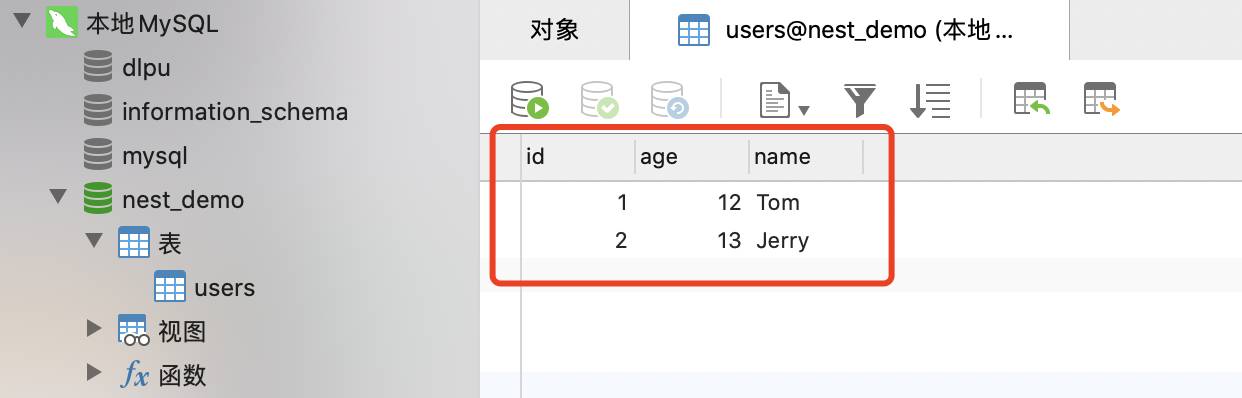 本地MySQL
dlpu
information_schema
mysql
nest_demo
表
users
视图
fx 函数
对象
users@nest_demo (本地...
id age name
1 12 Tom
2 13 Jerry